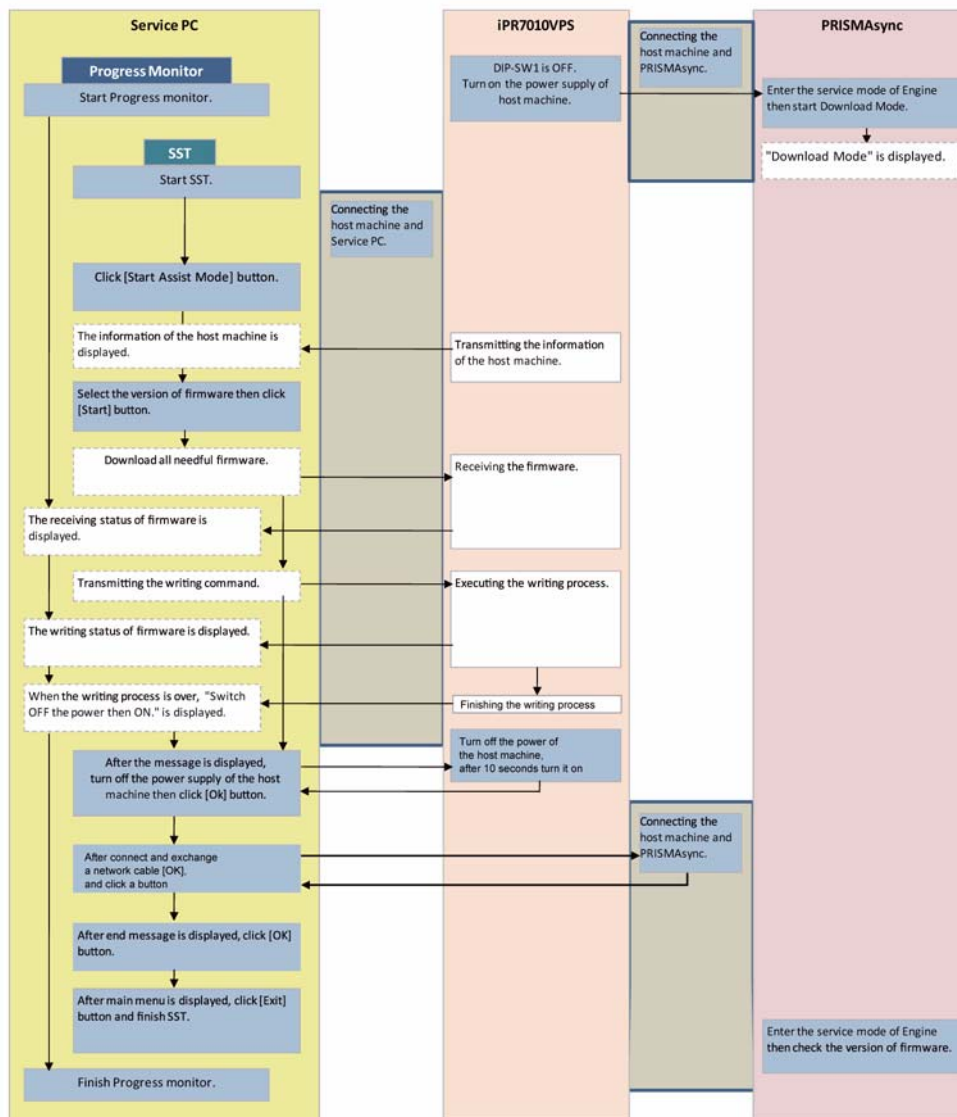 Service PC
iPR7010VPS
PRISMAsync
Progress Monitor
Start Progress monitor.
DIP-SW1 is OFF.
Turn on the power supply of
host machine.
Connecting the
host machine and
PRISMAsync.
Enter the service mode of Engine
then start Download Mode.
"Download Mode" is displayed.
SST
Start SST.
Connecting the
host machine and
Service PC.
Click [Start Assist Mode] button.
The information of the host machine is
displayed.
Transmitting the information
of the host machine.
Select the version of firmware then click
[Start] button.
Download all needful firmware.
Receiving the firmware.
The receiving status of firmware is
displayed.
Transmitting the writing command.
Executing the writing process.
The writing status of firmware is displayed.
When the writing process is over, "Switch
OFF the power then ON." is displayed.
Finishing the writing process
After the message is displayed,
turn off the power supply of the host
machine then click [Ok] button.
Turn off the power of
the host machine,
after 10 seconds turn it on
Connecting the
host machine and
PRISMAsync.
After connect and exchange
a network cable [OK].
and click a button
After end message is displayed, click [OK]
button.
After main menu is displayed, click [Exit]
button and finish SST.
Enter the service mode of Engine
then check the version of firmware.
Finish Progress monitor.